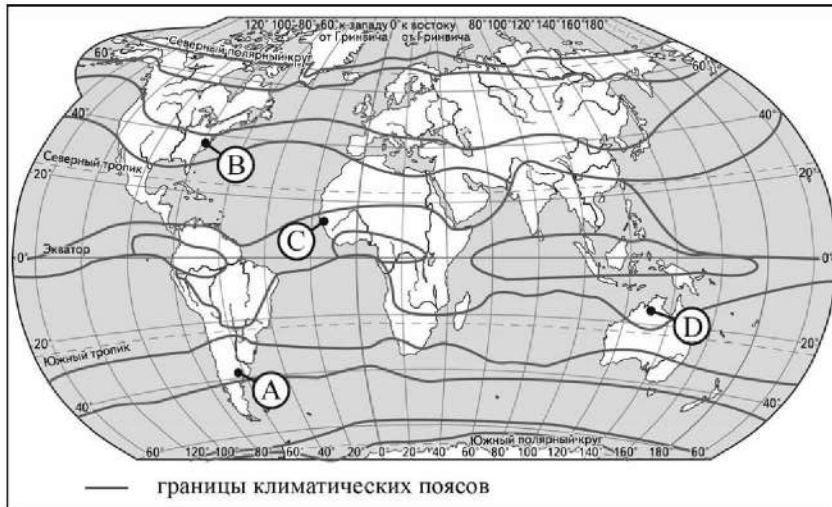 120° 100° 80° 60° к западу 0° к востоку 80° 100° 120° 140° 160° 180°
от Гринвича от Гринвича
Северный полярный круг
60° 60°
40° 40°
B
Северный тропик
20° 20°
C
Экватор
0° 0°
D
20° 20°
Южный тропик
A
40° 40°
Южный полярный круг
60° 120° 100° 80° 60° 40° 20° 0° 20° 40° 60° 80° 100° 120° 140° 160° 180° 60°
границы климатических поясов